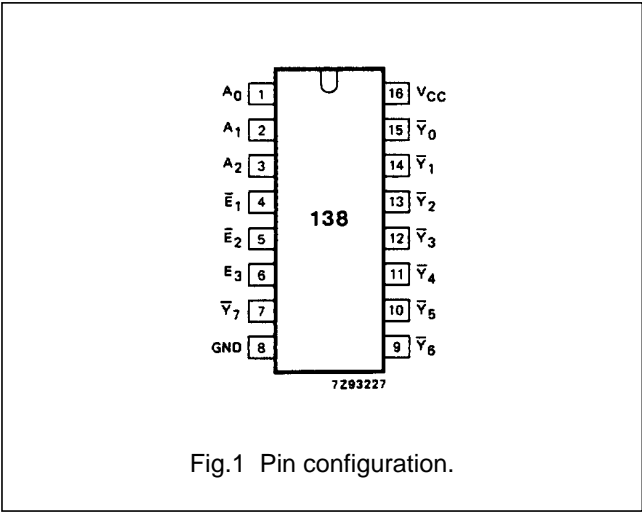 A₀ 1 16 V_CC
A₁ 2 15 Y̅₀
A₂ 3 14 Y̅₁
E̅₁ 4 13 Y̅₂
138
E̅₂ 5 12 Y̅₃
E₃ 6 11 Y̅₄
Y̅₇ 7 10 Y̅₅
GND 8 9 Y̅₆
7Z93227
Fig.1 Pin configuration.